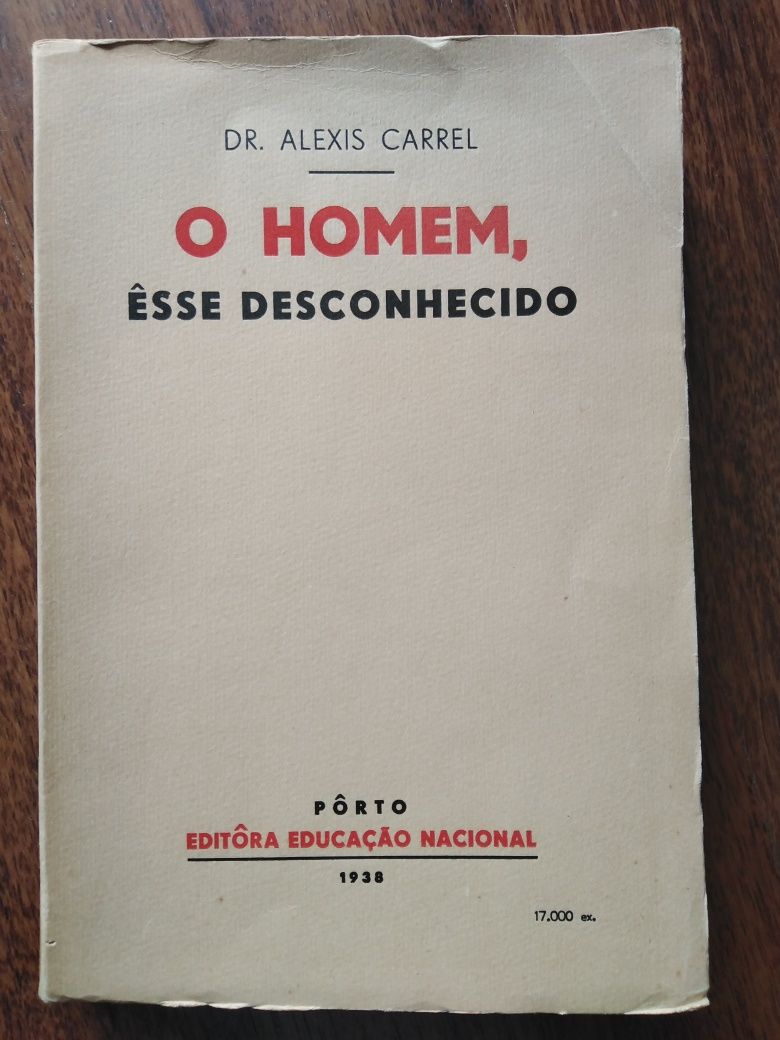 DR. ALEXIS CARREL
O HOMEM,
ÊSSE DESCONHECIDO
PÔRTO
EDITÔRA EDUCAÇÃO NACIONAL
1938
17.000 ex.